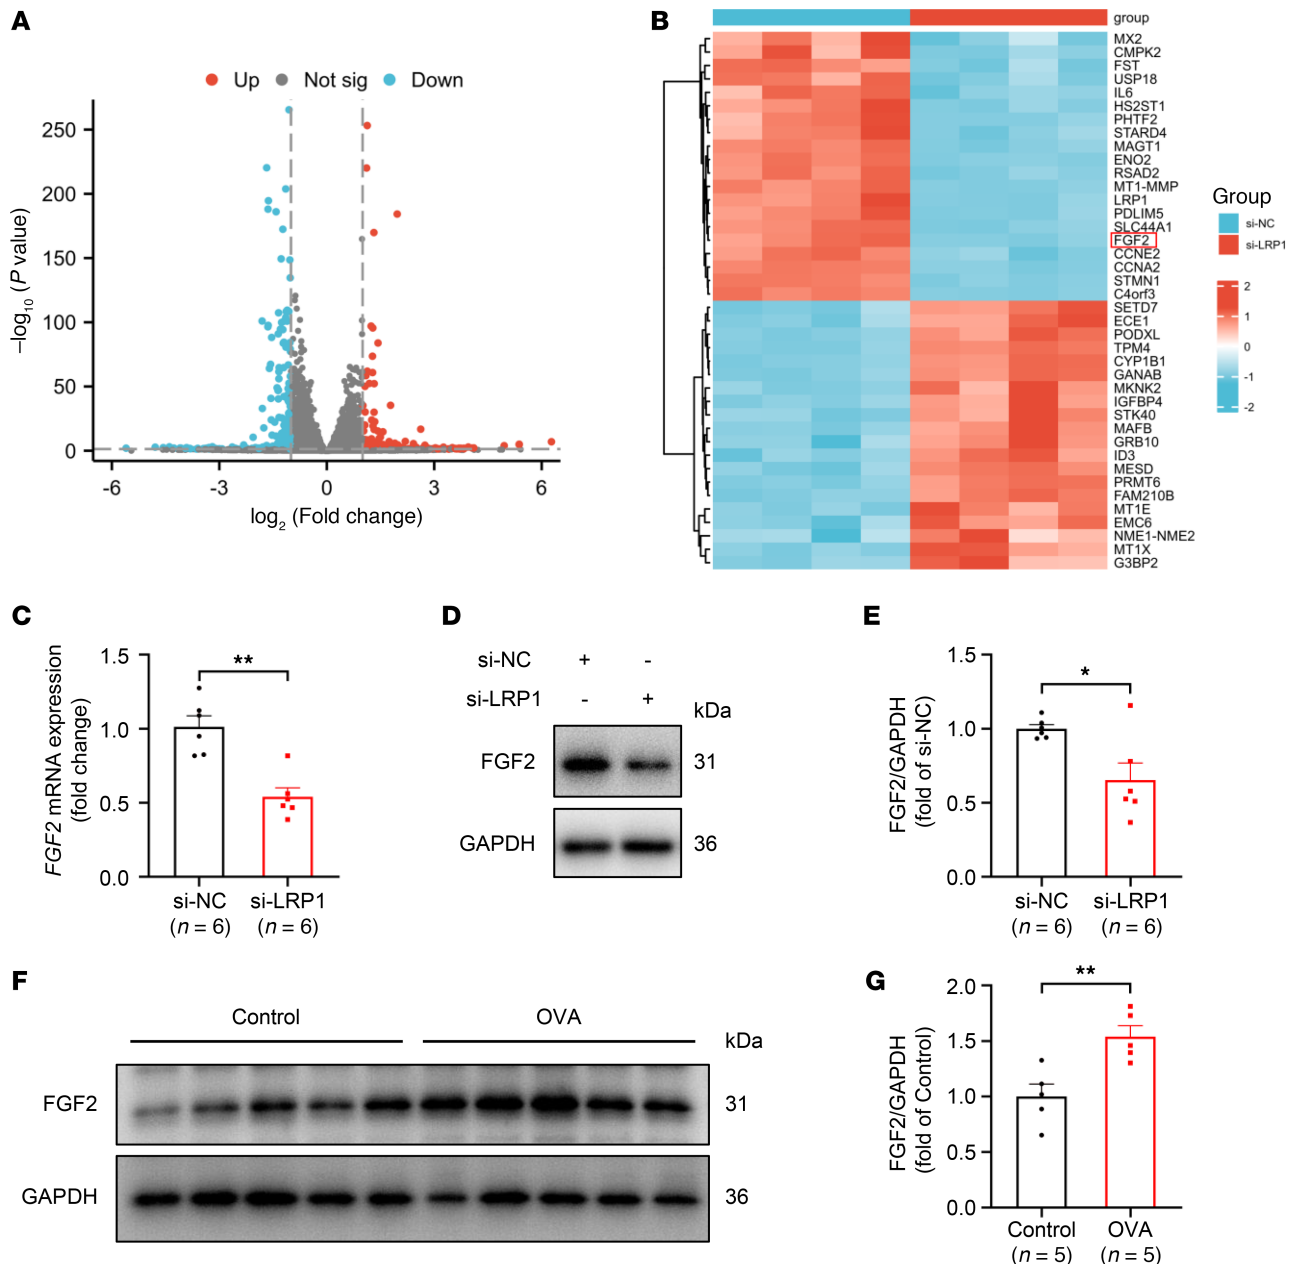 A
Up Not sig Down
250
200
150
100
50
0
–log10 (P value)
-6 -3 0 3 6
log2 (Fold change)
B
group
MX2
CMPK2
FST
USP18
IL6
HS2ST1
PHTF2
STARD4
MAGT1
ENO2
RSAD2
MT1-MMP
LRP1
PDLIM5
SLC44A1
FGF2
CCNE2
CCNA2
STMN1
C4orf3
SETD7
ECE1
PODXL
TPM4
CYP1B1
GANAB
MKNK2
IGFBP4
STK40
MAFB
GRB10
ID3
MESD
PRMT6
FAM210B
MT1E
EMC6
NME1-NME2
MT1X
G3BP2
Group
si-NC
si-LRP1
2
1
0
-1
-2
C
FGF2 mRNA expression
(fold change)
1.5
1.0
0.5
0.0
**
si-NC si-LRP1
(n = 6) (n = 6)
D
si-NC + -
si-LRP1 - +
kDa
FGF2 31
GAPDH 36
E
FGF2/GAPDH
(fold of si-NC)
1.5
1.0
0.5
0.0
*
si-NC si-LRP1
(n = 6) (n = 6)
F
Control OVA
kDa
FGF2 31
GAPDH 36
G
FGF2/GAPDH
(fold of Control)
2.0
1.5
1.0
0.5
0.0
**
Control OVA
(n = 5) (n = 5)